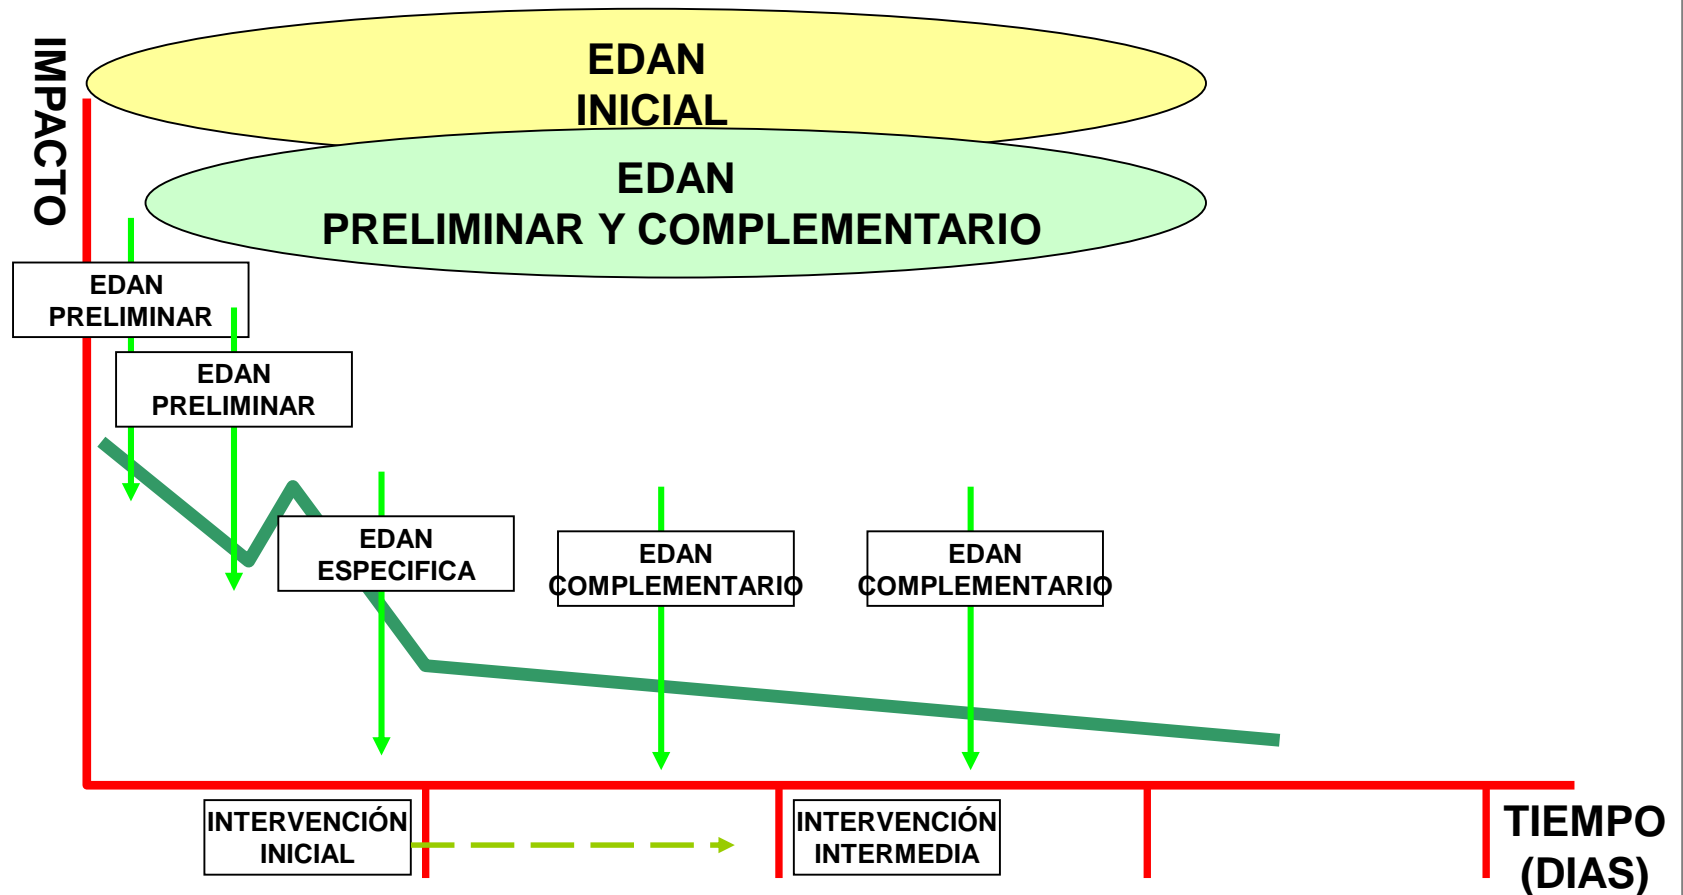 IMPACTO
EDAN
INICIAL
EDAN
PRELIMINAR Y COMPLEMENTARIO
EDAN
PRELIMINAR
EDAN
PRELIMINAR
EDAN
ESPECIFICA
EDAN
COMPLEMENTARIO
EDAN
COMPLEMENTARIO
INTERVENCIÓN
INICIAL
INTERVENCIÓN
INTERMEDIA
TIEMPO
(DIAS)